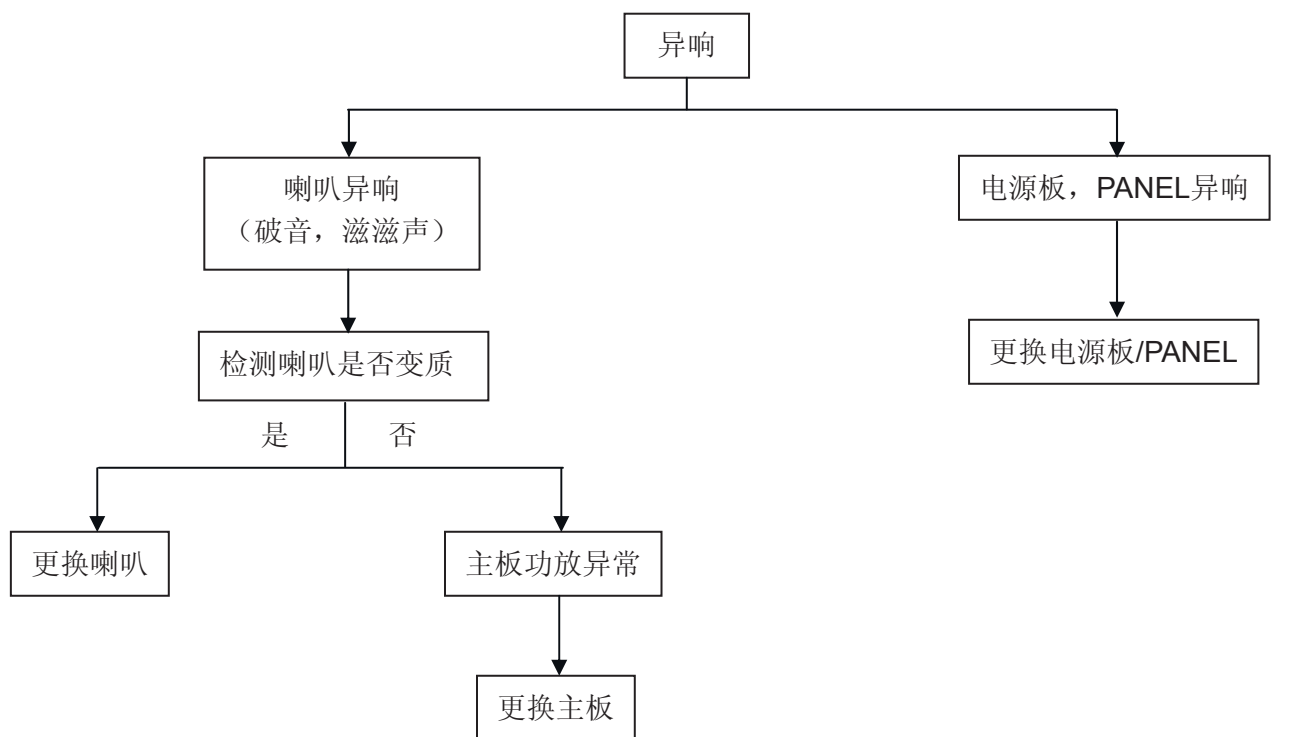 异响
喇叭异响
（破音，滋滋声）
电源板，PANEL异响
检测喇叭是否变质
更换电源板/PANEL
是
否
更换喇叭
主板功放异常
更换主板